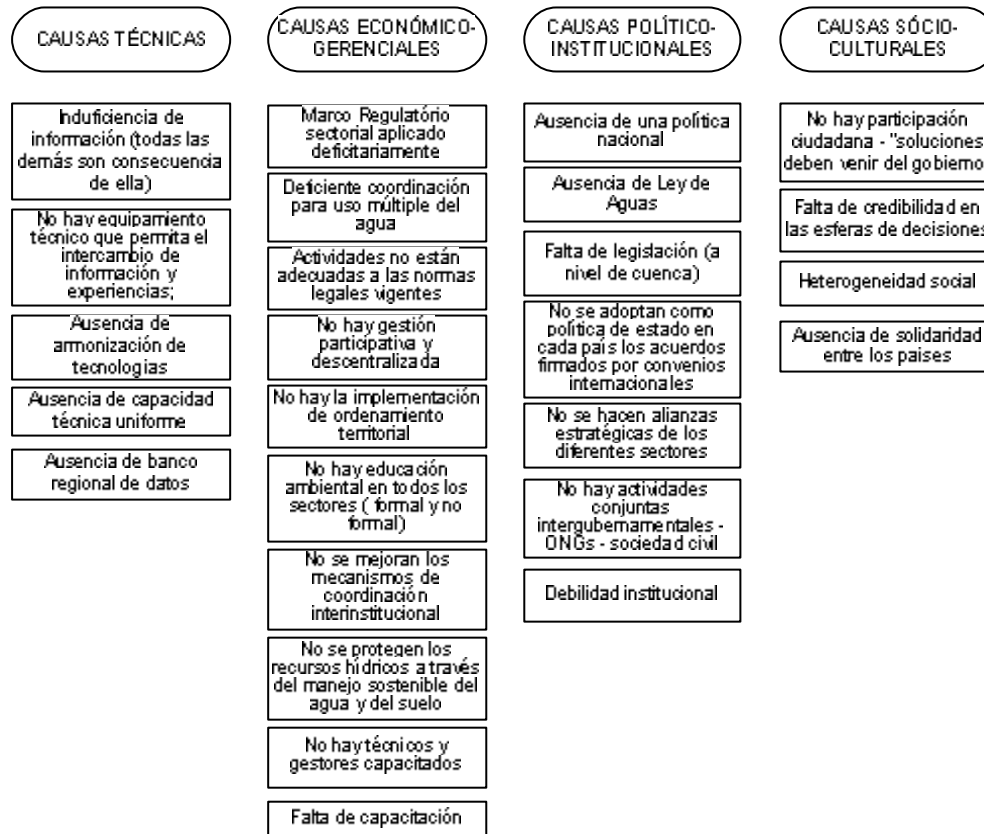 CAUSAS TÉCNICAS
Induficiencia de
información (todas las
demás son consecuencia
de ella)
No hay equipamiento
técnico que permita el
intercambio de
información y
experiencias;
Ausencia de
armonización de
tecnologias
Ausencia de capacidad
técnica uniforme
Ausencia de banco
regional de datos
CAUSAS ECONÓMICO-
GERENCIALES
Marco Regulatório
sectorial aplicado
deficitariamente
Deficiente coordinación
para uso múltiple del
agua
Actividades no están
adecuadas a las normas
legales vigentes
No hay gestión
participativa y
descentralizada
No hay la implementación
de ordenamiento
territorial
No hay educación
ambiental en todos los
sectores ( formal y no
formal)
No se mejoran los
mecanismos de
coordinación
interinstitucional
No se protegen los
recursos hídricos a través
del manejo sostenible del
agua y del suelo
No hay técnicos y
gestores capacitados
Falta de capacitación
CAUSAS POLÍTICO-
INSTITUCIONALES
Ausencia de una política
nacional
Ausencia de Ley de
Aguas
Falta de legislación (a
nivel de cuenca)
No se adoptan como
política de estado en
cada país los acuerdos
firmados por convenios
internacionales
No se hacen alianzas
estratégicas de los
diferentes sectores
No hay actividades
conjuntas
intergubernamentales -
ONGs - sociedad civil
Debilidad institucional
CAUSAS SÓCIO-
CULTURALES
No hay participación
ciudadana - "soluciones
deben venir del gobierno
Falta de credibilidad en
las esferas de decisiones
Heterogeneidad social
Ausencia de solidaridad
entre los paises